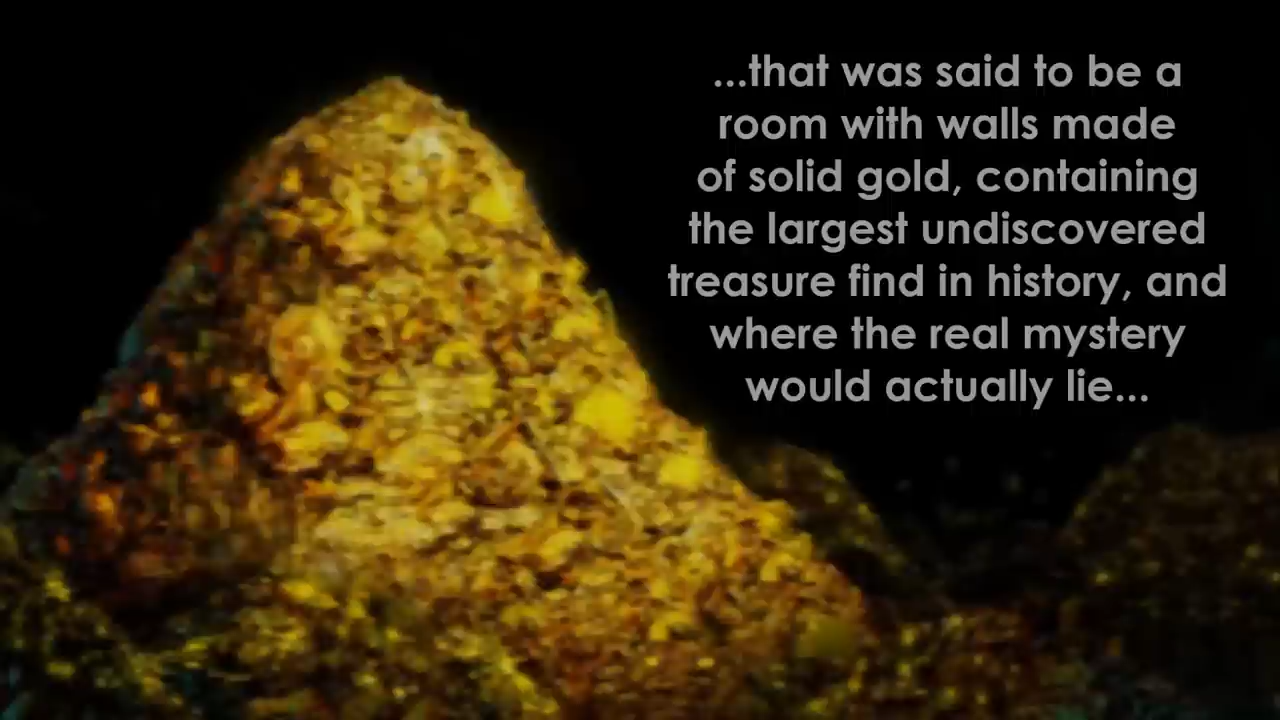 ...that was said to be a
room with walls made
of solid gold, containing
the largest undiscovered
treasure find in history, and
where the real mystery
would actually lie...